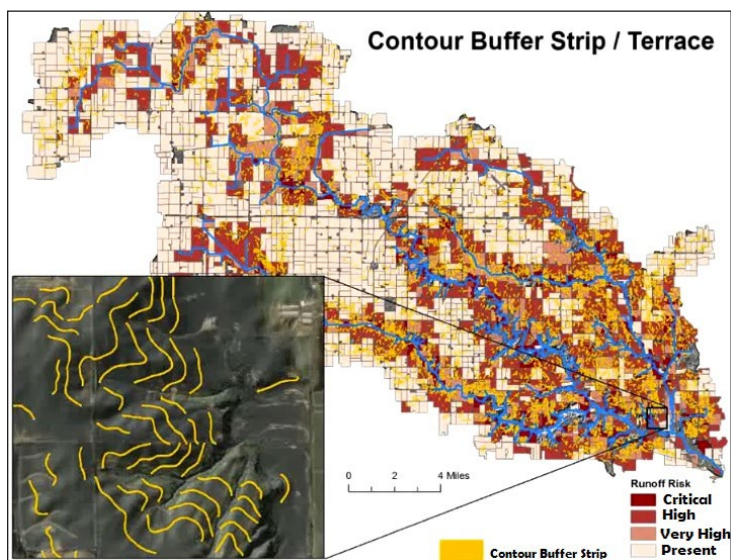 Contour Buffer Strip / Terrace
0 2 4 Miles
Runoff Risk
Critical
High
Very High
Present
Contour Buffer Strip